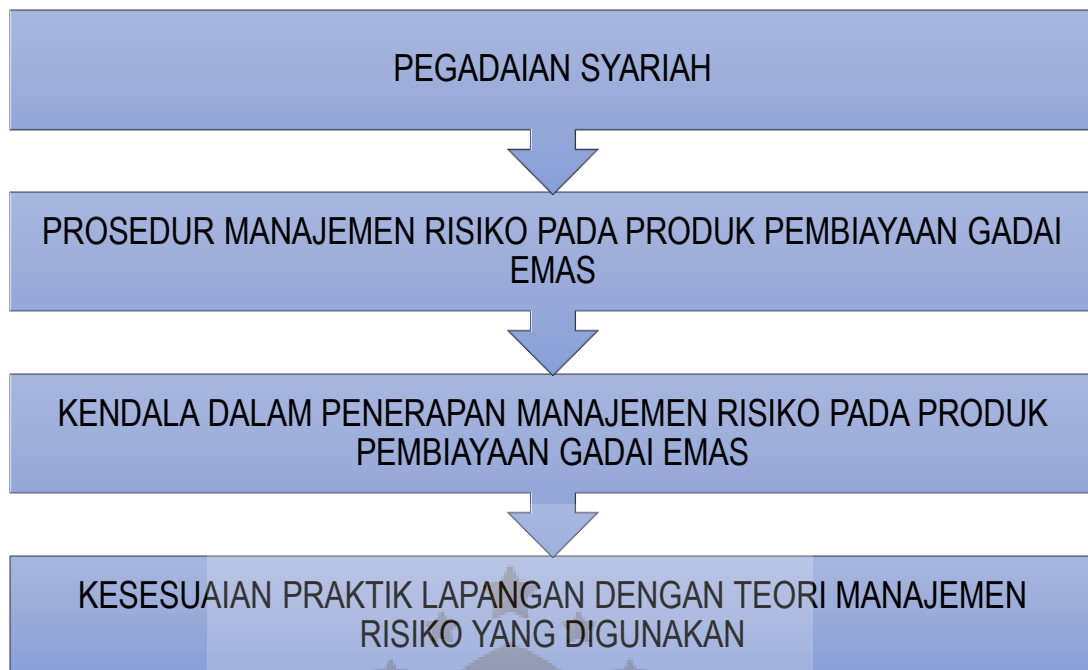 PEGADAIAN SYARIAH
PROSEDUR MANAJEMEN RISIKO PADA PRODUK PEMBIAYAAN GADAI
EMAS
KENDALA DALAM PENERAPAN MANAJEMEN RISIKO PADA PRODUK
PEMBIAYAAN GADAI EMAS
KESESUAIAN PRAKTIK LAPANGAN DENGAN TEORI MANAJEMEN
RISIKO YANG DIGUNAKAN